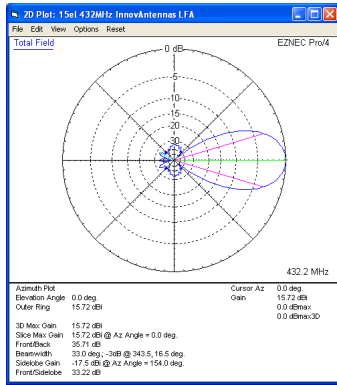 2D Plot: 15el 432MHz InnovAntennas LFA
File Edit View Options Reset
Total Field
EZNEC Pro/4
0 dB
-5
-10
-15
-20
-30
432.2 MHz
Azimuth Plot
Elevation Angle 0.0 deg.
Outer Ring 15.72 dBi
Cursor Az 0.0 deg.
Gain 15.72 dBi
0.0 dBmax
0.0 dBmax3D
3D Max Gain 15.72 dBi
Slice Max Gain 15.72 dBi @ Az Angle = 0.0 deg.
Front/Back 35.71 dB
Beamwidth 33.0 deg.; -3dB @ 343.5, 16.5 deg.
Sidelobe Gain -17.5 dBi @ Az Angle = 154.0 deg.
Front/Sidelobe 33.22 dB